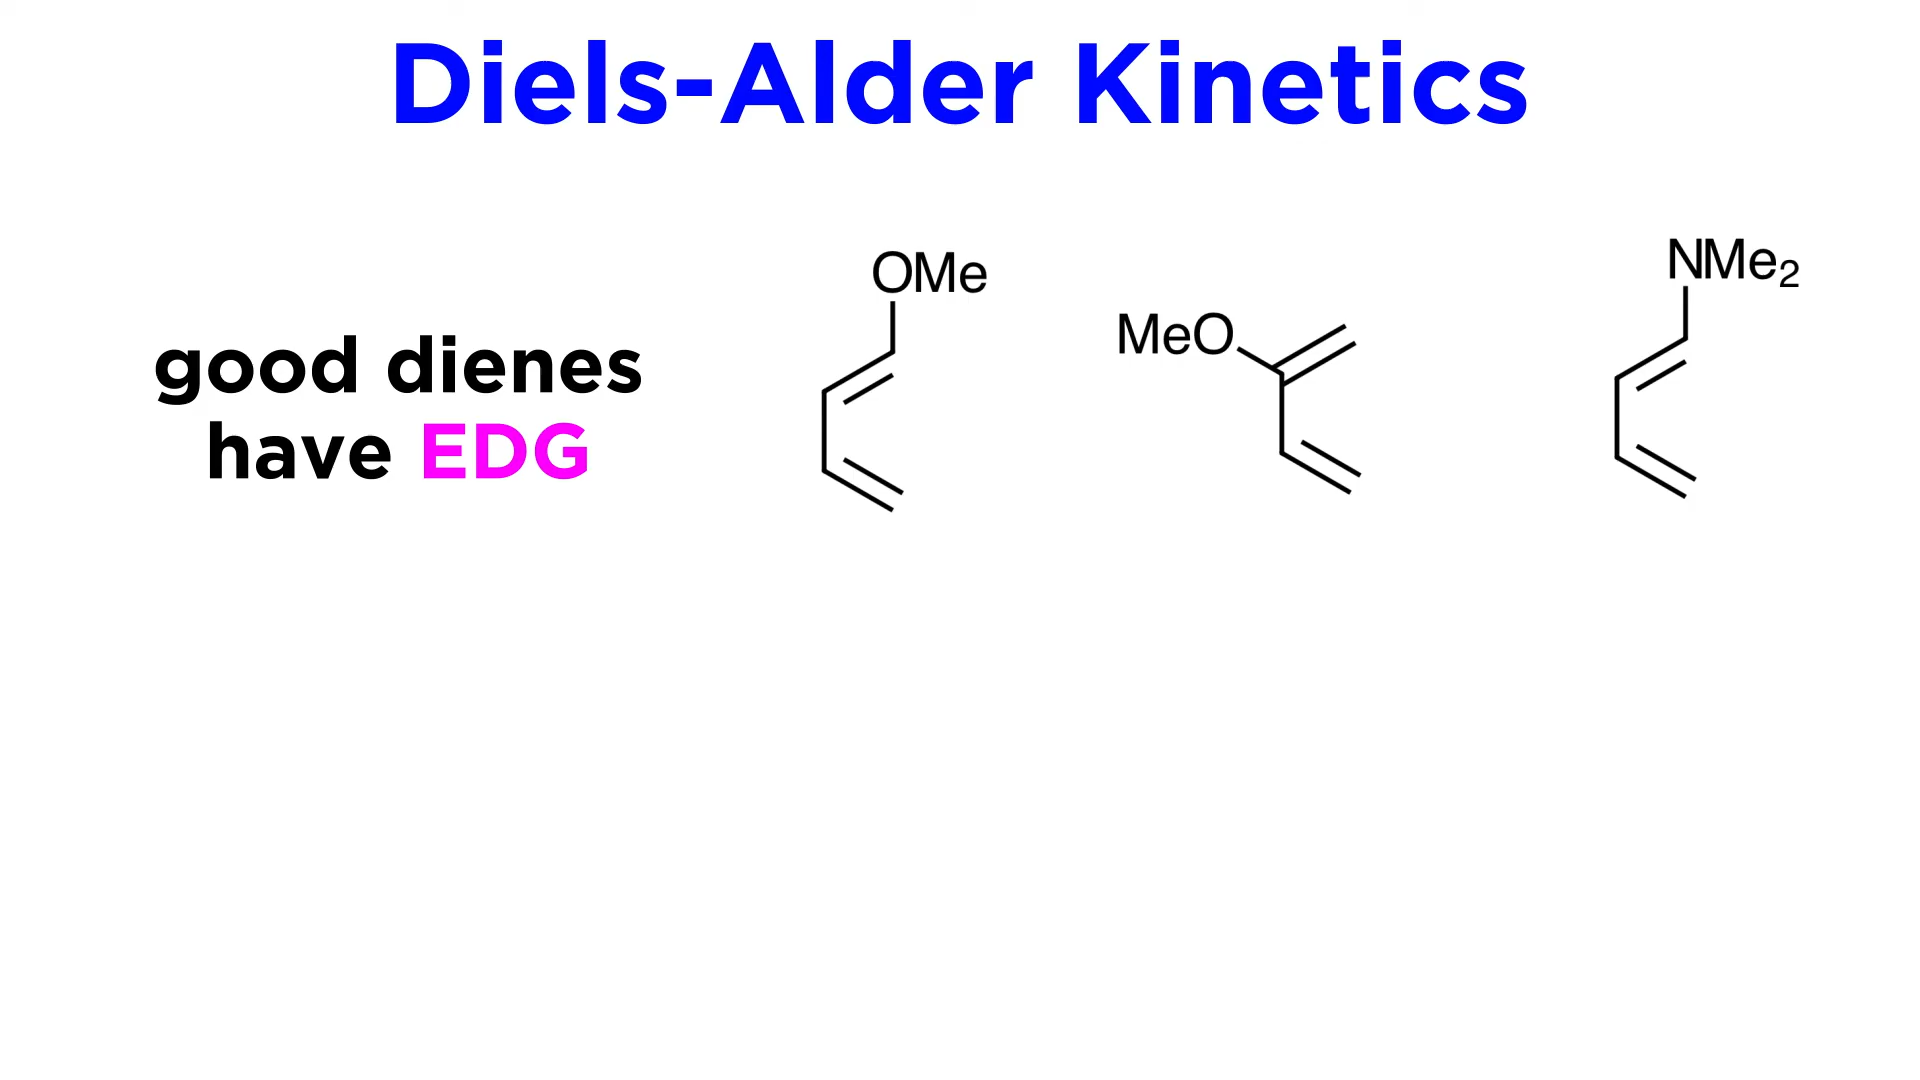 Diels-Alder Kinetics
good dienes
have EDG
OMe
MeO
NMe₂